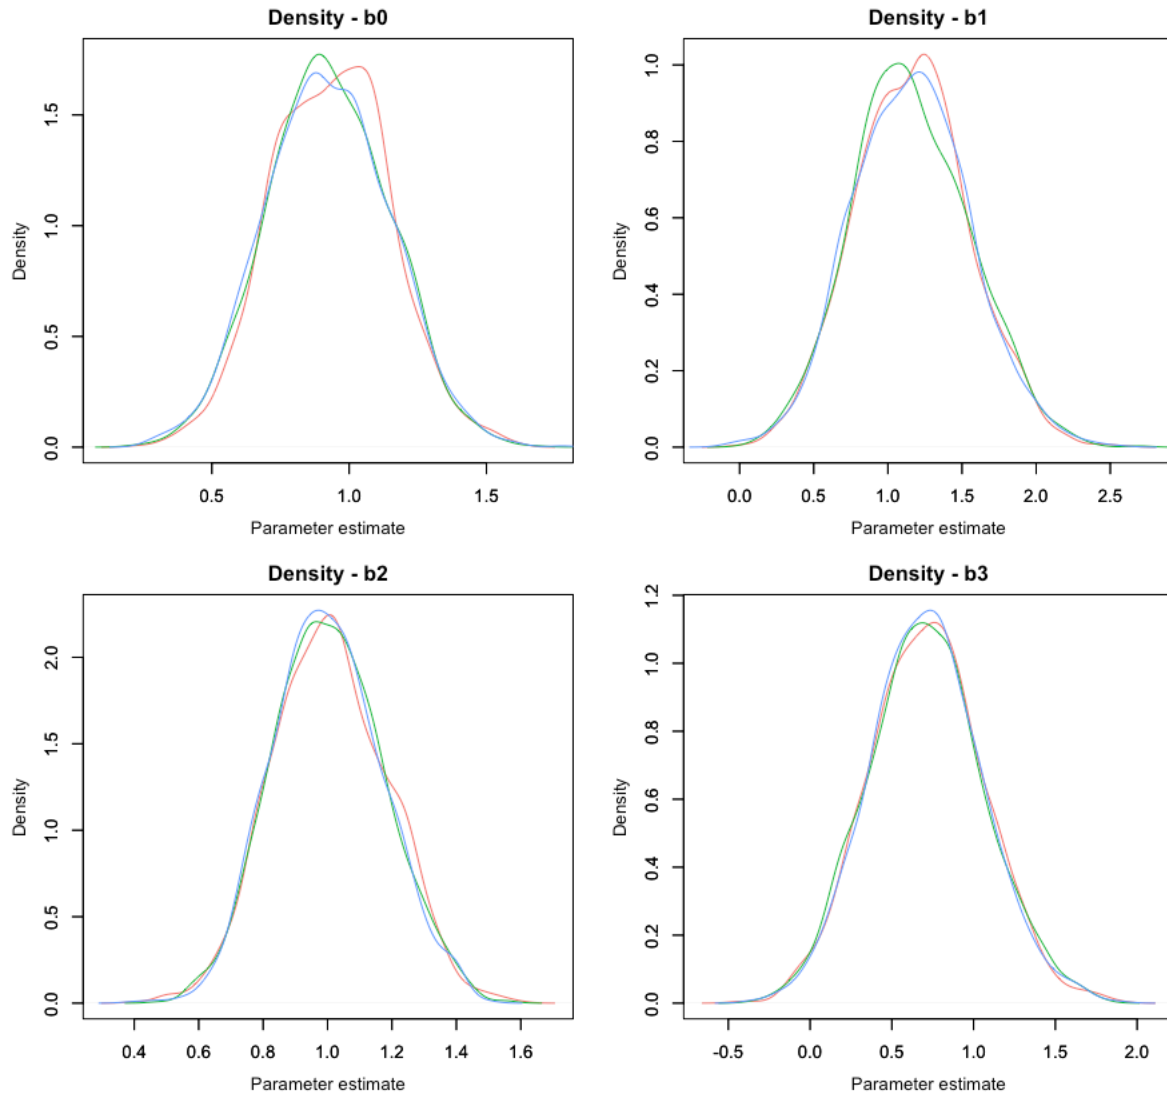 Density - b0
Density
0.0 0.5 1.0 1.5
0.5 1.0 1.5
Parameter estimate
Density - b1
Density
0.0 0.2 0.4 0.6 0.8 1.0
0.0 0.5 1.0 1.5 2.0 2.5
Parameter estimate
Density - b2
Density
0.0 0.5 1.0 1.5 2.0
0.4 0.6 0.8 1.0 1.2 1.4 1.6
Parameter estimate
Density - b3
Density
0.0 0.2 0.4 0.6 0.8 1.0 1.2
-0.5 0.0 0.5 1.0 1.5 2.0
Parameter estimate